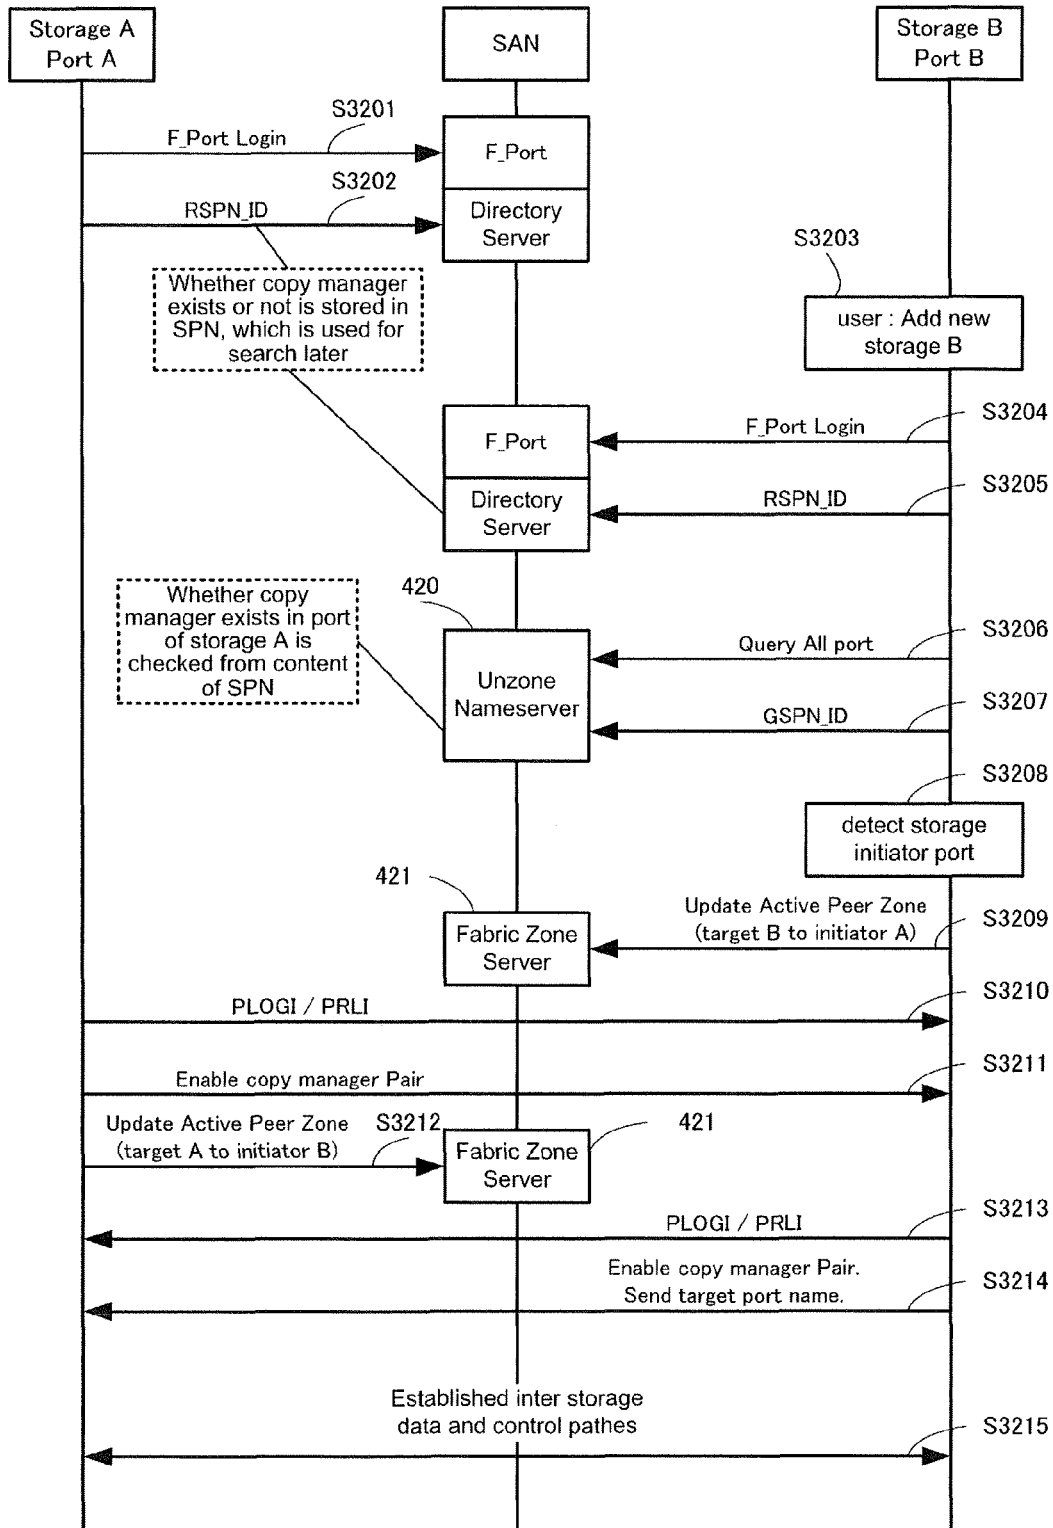 Storage A
Port A
SAN
Storage B
Port B
S3201
F_Port Login
F_Port
S3202
RSPN_ID
Directory
Server
S3203
Whether copy manager
exists or not is stored in
SPN, which is used for
search later
user : Add new
storage B
S3204
F_Port Login
F_Port
S3205
RSPN_ID
Directory
Server
420
Whether copy
manager exists in port
of storage A is
checked from content
of SPN
S3206
Query All port
Unzone
Nameserver
S3207
GSPN_ID
S3208
detect storage
initiator port
421
Update Active Peer Zone
(target B to initiator A)
S3209
Fabric Zone
Server
S3210
PLOGI / PRLI
S3211
Enable copy manager Pair
Update Active Peer Zone
(target A to initiator B)
S3212
421
Fabric Zone
Server
S3213
PLOGI / PRLI
Enable copy manager Pair.
Send target port name.
S3214
Established inter storage
data and control pathes
S3215